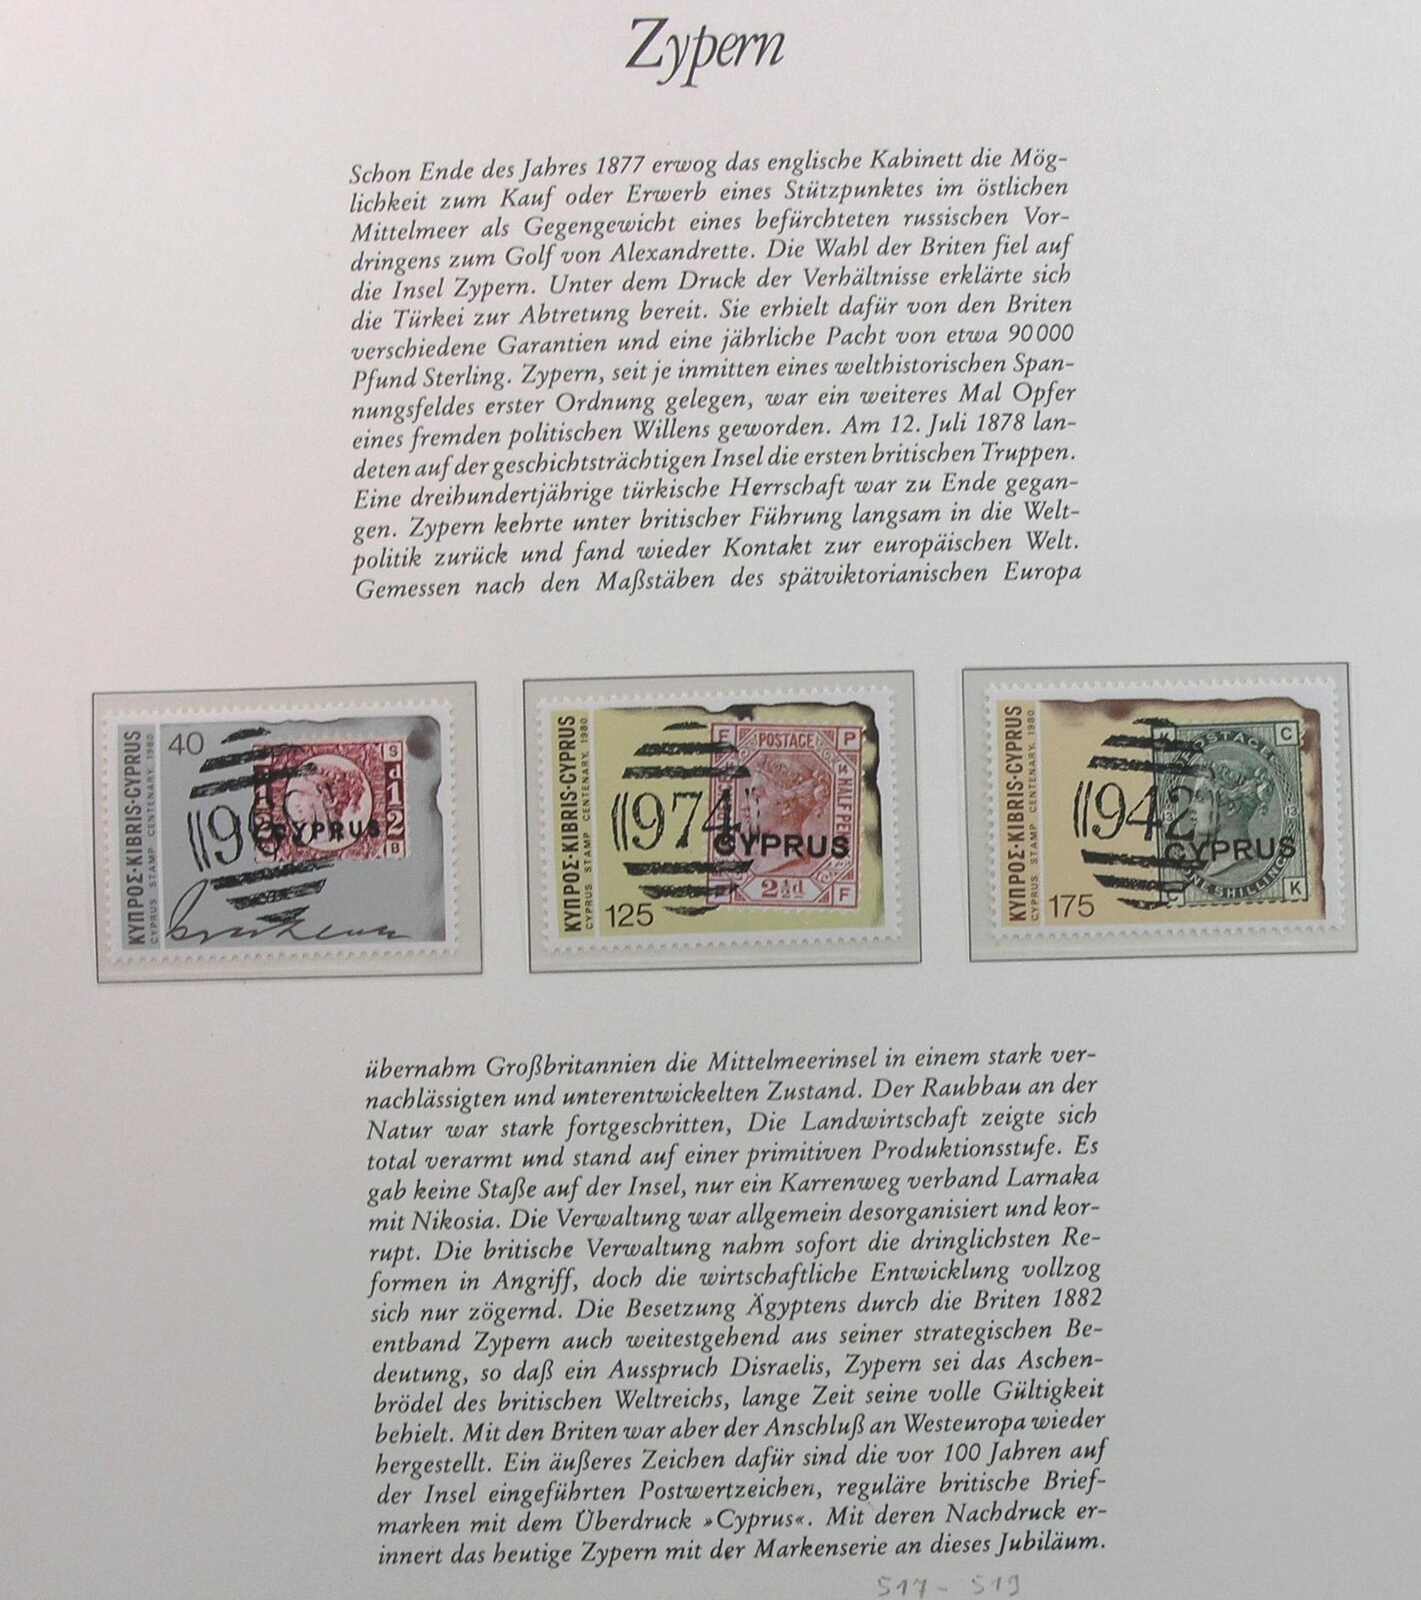 Zypern
Schon Ende des Jahres 1877 erwog das englische Kabinett die Mög-
lichkeit zum Kauf oder Erwerb eines Stützpunktes im östlichen
Mittelmeer als Gegengewicht eines befürchteten russischen Vor-
dringens zum Golf von Alexandrette. Die Wahl der Briten fiel auf
die Insel Zypern. Unter dem Druck der Verhältnisse erklärte sich
die Türkei zur Abtretung bereit. Sie erhielt dafür von den Briten
verschiedene Garantien und eine jährliche Pacht von etwa 90 000
Pfund Sterling. Zypern, seit je inmitten eines welthistorischen Span-
nungsfeldes erster Ordnung gelegen, war ein weiteres Mal Opfer
eines fremden politischen Willens geworden. Am 12. Juli 1878 lan-
deten auf der geschichtsträchtigen Insel die ersten britischen Truppen.
Eine dreihundertjährige türkische Herrschaft war zu Ende gegan-
gen. Zypern kehrte unter britischer Führung langsam in die Welt-
politik zurück und fand wieder Kontakt zur europäischen Welt.
Gemessen nach den Maßstäben des spätviktorianischen Europa
ΚΥΠΡΟΣ·KIBRIS·CYPRUS
CYPRUS STAMP CENTENARY, 1980
40
S
d
1
2
B
CYPRUS
ΚΥΠΡΟΣ·KIBRIS·CYPRUS
CYPRUS STAMP CENTENARY, 1980
125
974
F
POSTAGE
P
14
HALF PE
CYPRUS
2½d
F
ΚΥΠΡΟΣ·KIBRIS·CYPRUS
CYPRUS STAMP CENTENARY, 1980
175
942
K
POSTAGE
C
13
13
CYPRUS
ONE SHILLING
K
übernahm Großbritannien die Mittelmeerinsel in einem stark ver-
nachlässigten und unterentwickelten Zustand. Der Raubbau an der
Natur war stark fortgeschritten, Die Landwirtschaft zeigte sich
total verarmt und stand auf einer primitiven Produktionsstufe. Es
gab keine Staße auf der Insel, nur ein Karrenweg verband Larnaka
mit Nikosia. Die Verwaltung war allgemein desorganisiert und kor-
rupt. Die britische Verwaltung nahm sofort die dringlichsten Re-
formen in Angriff, doch die wirtschaftliche Entwicklung vollzog
sich nur zögernd. Die Besetzung Ägyptens durch die Briten 1882
entband Zypern auch weitestgehend aus seiner strategischen Be-
deutung, so daß ein Ausspruch Disraelis, Zypern sei das Aschen-
brödel des britischen Weltreichs, lange Zeit seine volle Gültigkeit
behielt. Mit den Briten war aber der Anschluß an Westeuropa wieder
hergestellt. Ein äußeres Zeichen dafür sind die vor 100 Jahren auf
der Insel eingeführten Postwertzeichen, reguläre britische Brief-
marken mit dem Überdruck »Cyprus«. Mit deren Nachdruck er-
innert das heutige Zypern mit der Markenserie an dieses Jubiläum.
517 - 519